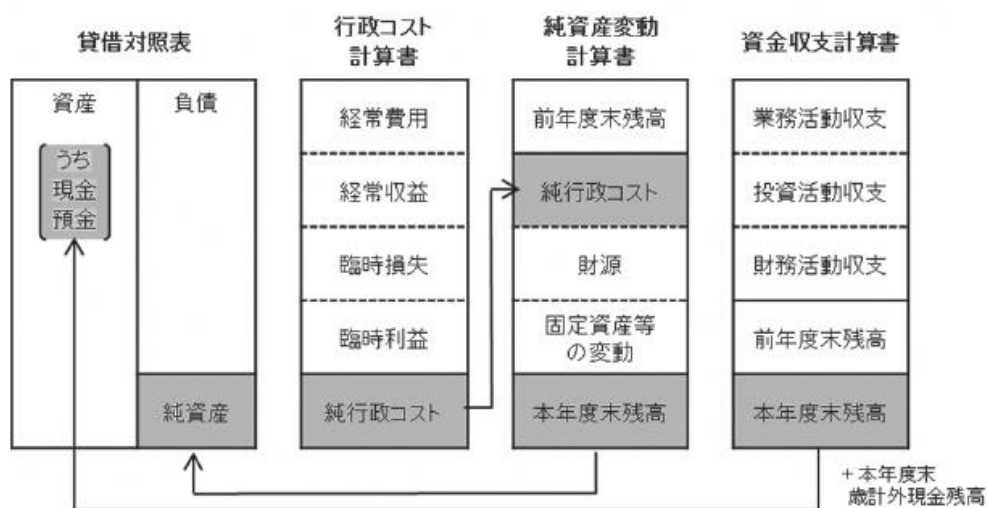 貸借対照表
資産
うち
現金
預金
負債
純資産
行政コスト
計算書
経常費用
経常収益
臨時損失
臨時利益
純行政コスト
純資産変動
計算書
前年度末残高
純行政コスト
財源
固定資産等
の変動
本年度末残高
資金収支計算書
業務活動収支
投資活動収支
財務活動収支
前年度末残高
本年度末残高
+本年度末
歳計外現金残高